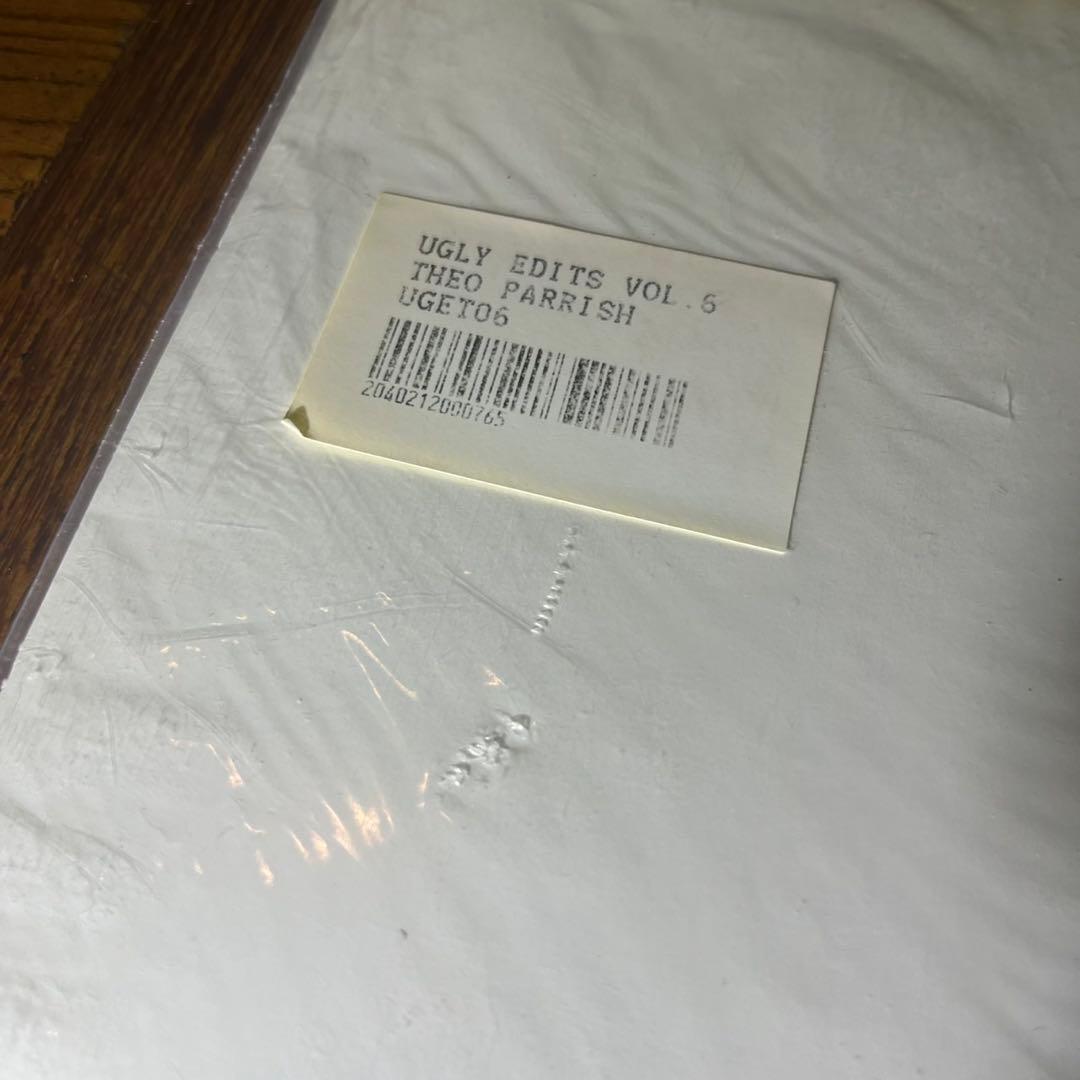 UGLY EDITS VOL.6
THEO PARRISH
UGET06
2040212000765